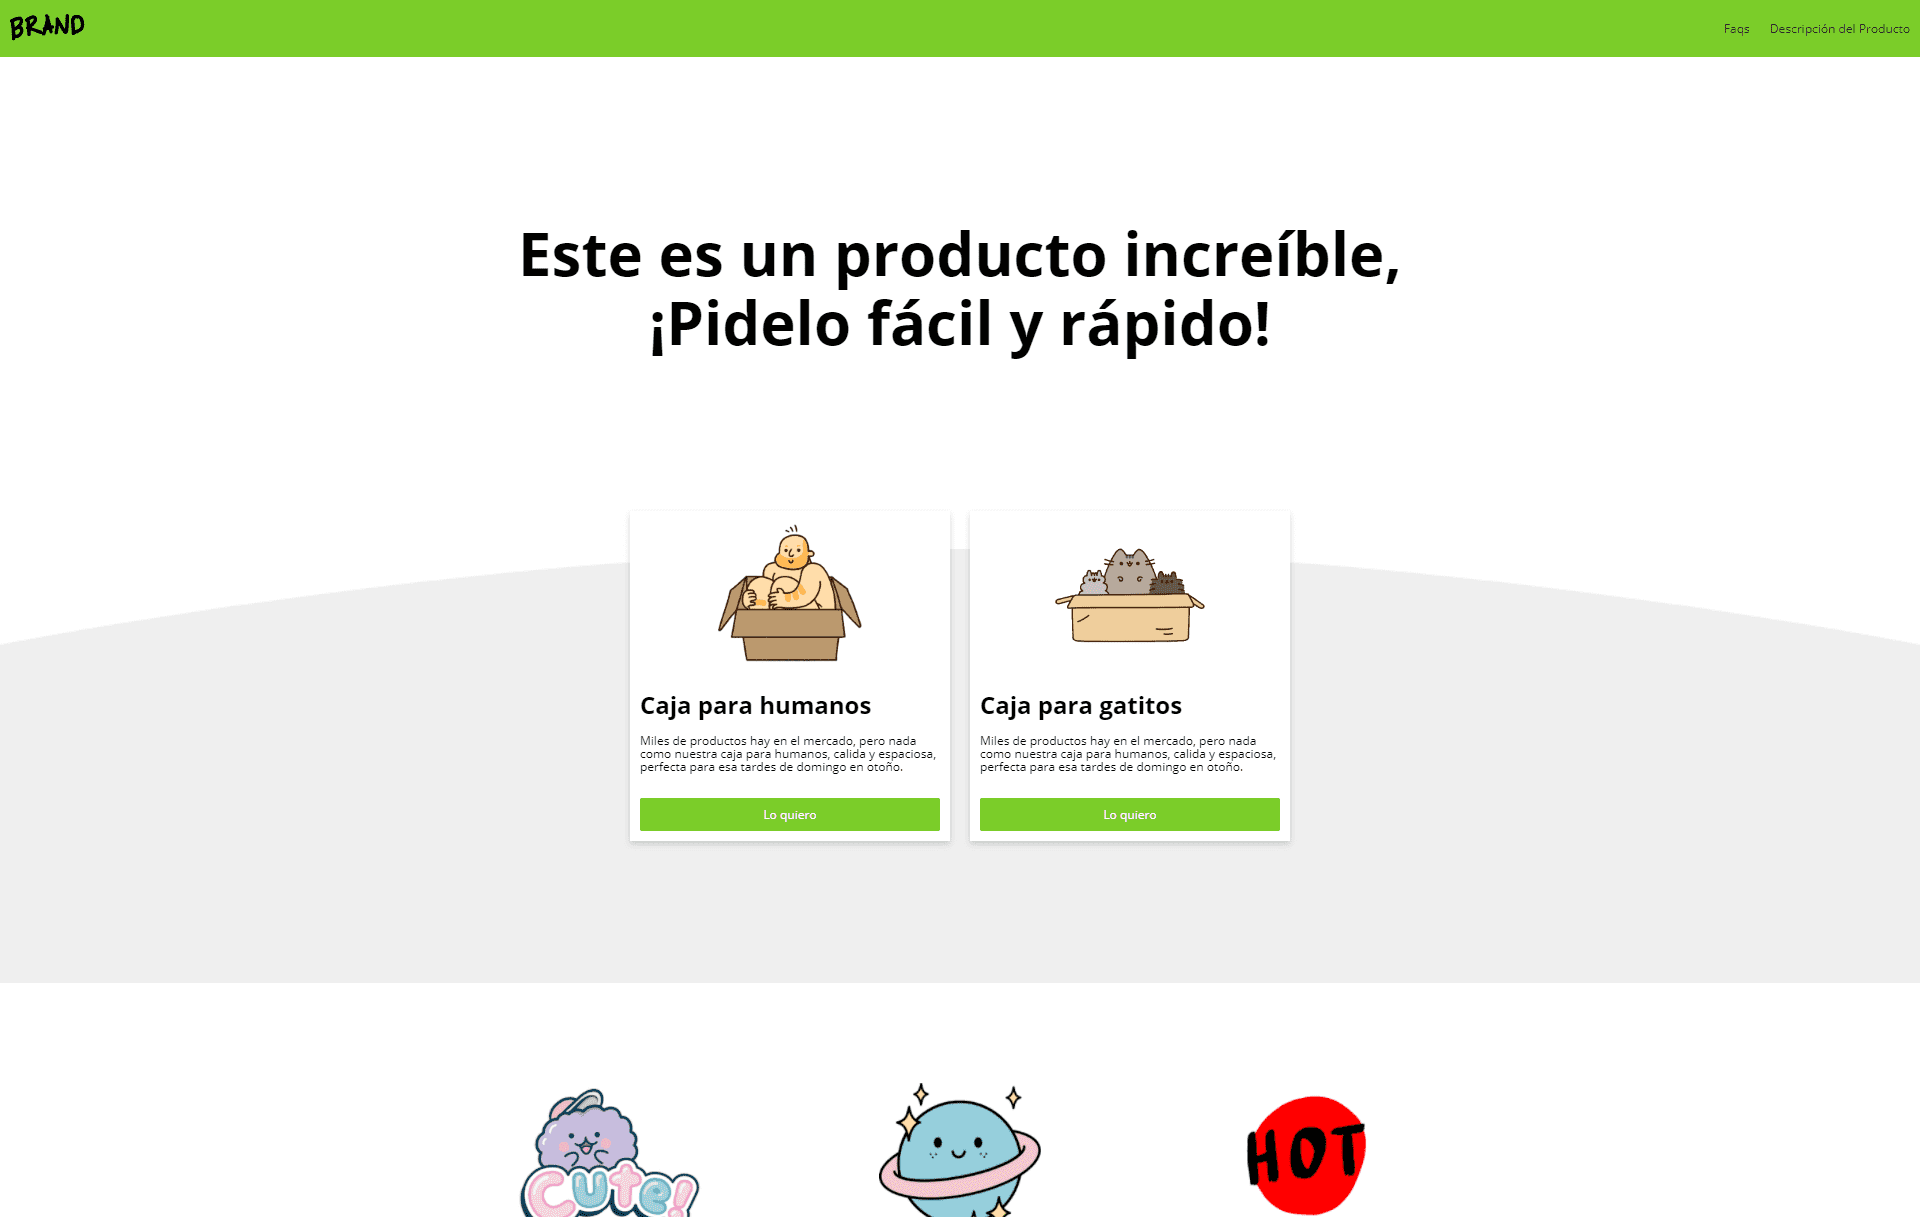 BRAND
Faqs
Descripción del Producto
Este es un producto increíble,
¡Pidelo fácil y rápido!
Caja para humanos
Miles de productos hay en el mercado, pero nada
como nuestra caja para humanos, calida y espaciosa,
perfecta para esa tardes de domingo en otoño.
Lo quiero
Caja para gatitos
Miles de productos hay en el mercado, pero nada
como nuestra caja para humanos, calida y espaciosa,
perfecta para esa tardes de domingo en otoño.
Lo quiero
Cute!
HOT